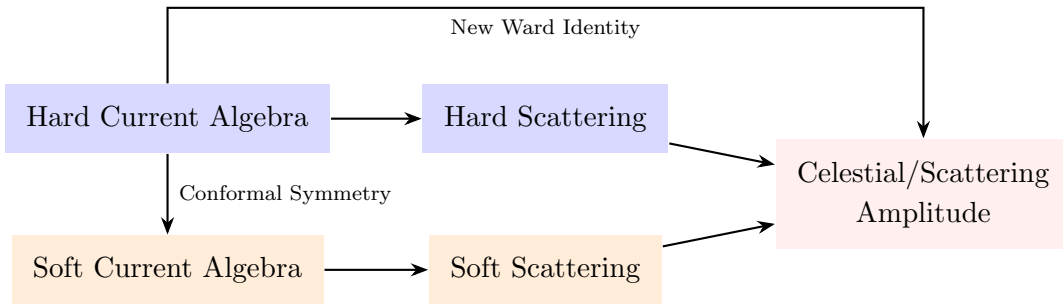 New Ward Identity
Hard Current Algebra
Hard Scattering
Celestial/Scattering
Amplitude
Conformal Symmetry
Soft Current Algebra
Soft Scattering